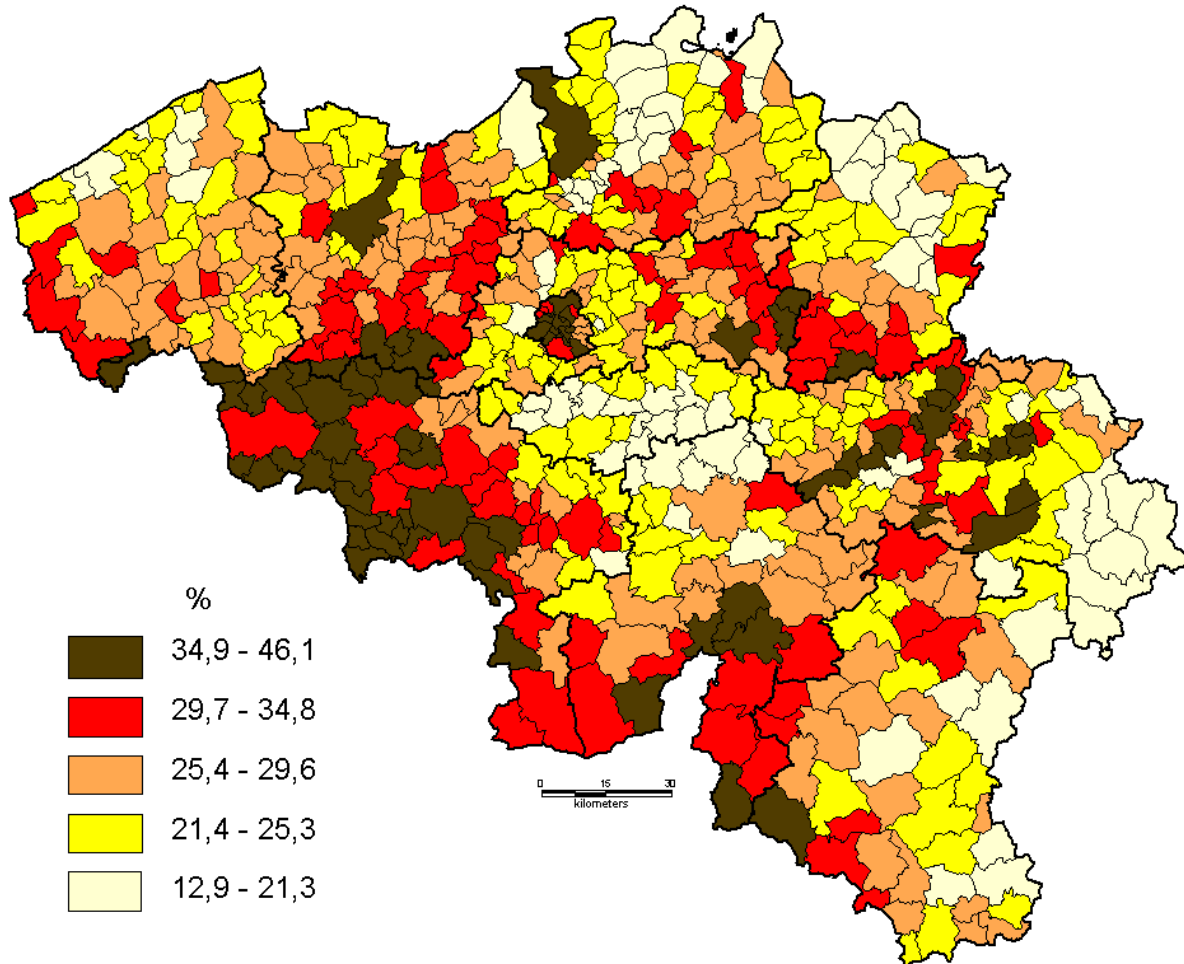 %
34,9 - 46,1
29,7 - 34,8
25,4 - 29,6
21,4 - 25,3
12,9 - 21,3
0 15 30
kilometers